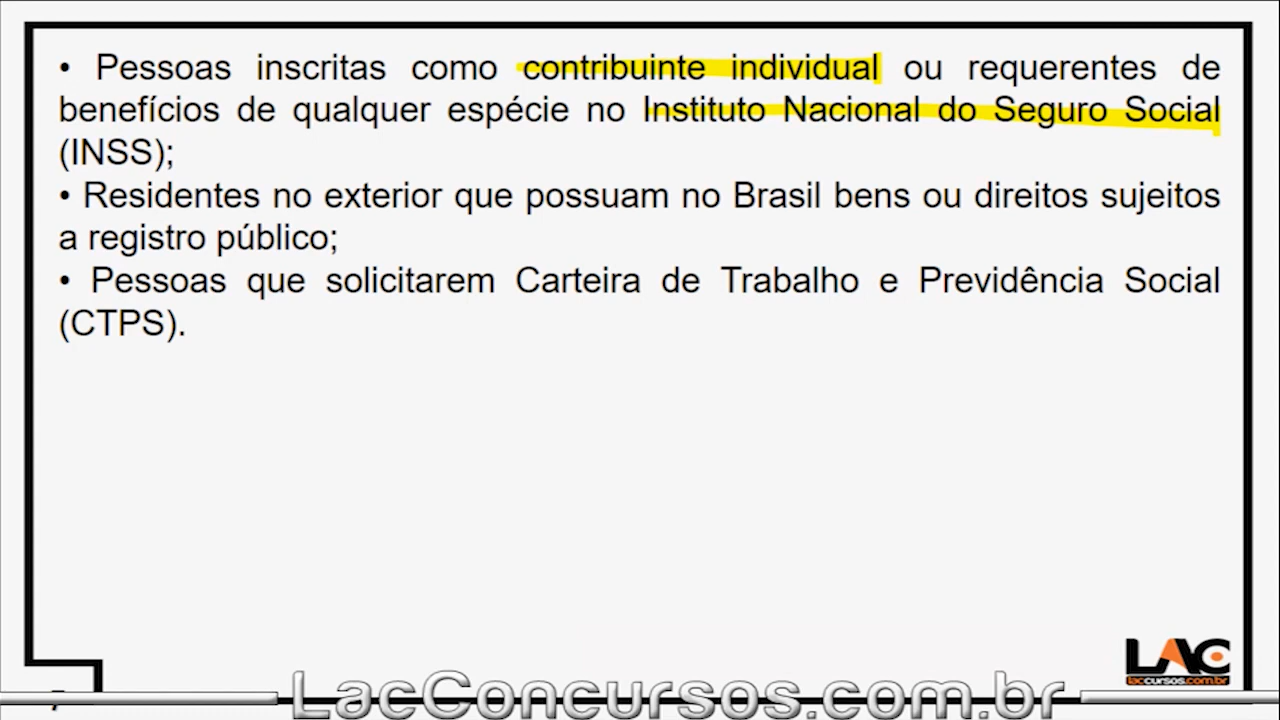 • Pessoas inscritas como contribuinte individual ou requerentes de
benefícios de qualquer espécie no Instituto Nacional do Seguro Social
(INSS);
• Residentes no exterior que possuam no Brasil bens ou direitos sujeitos
a registro público;
• Pessoas que solicitarem Carteira de Trabalho e Previdência Social
(CTPS).
LAC
laccursos.com.br
LacConcursos.com.br